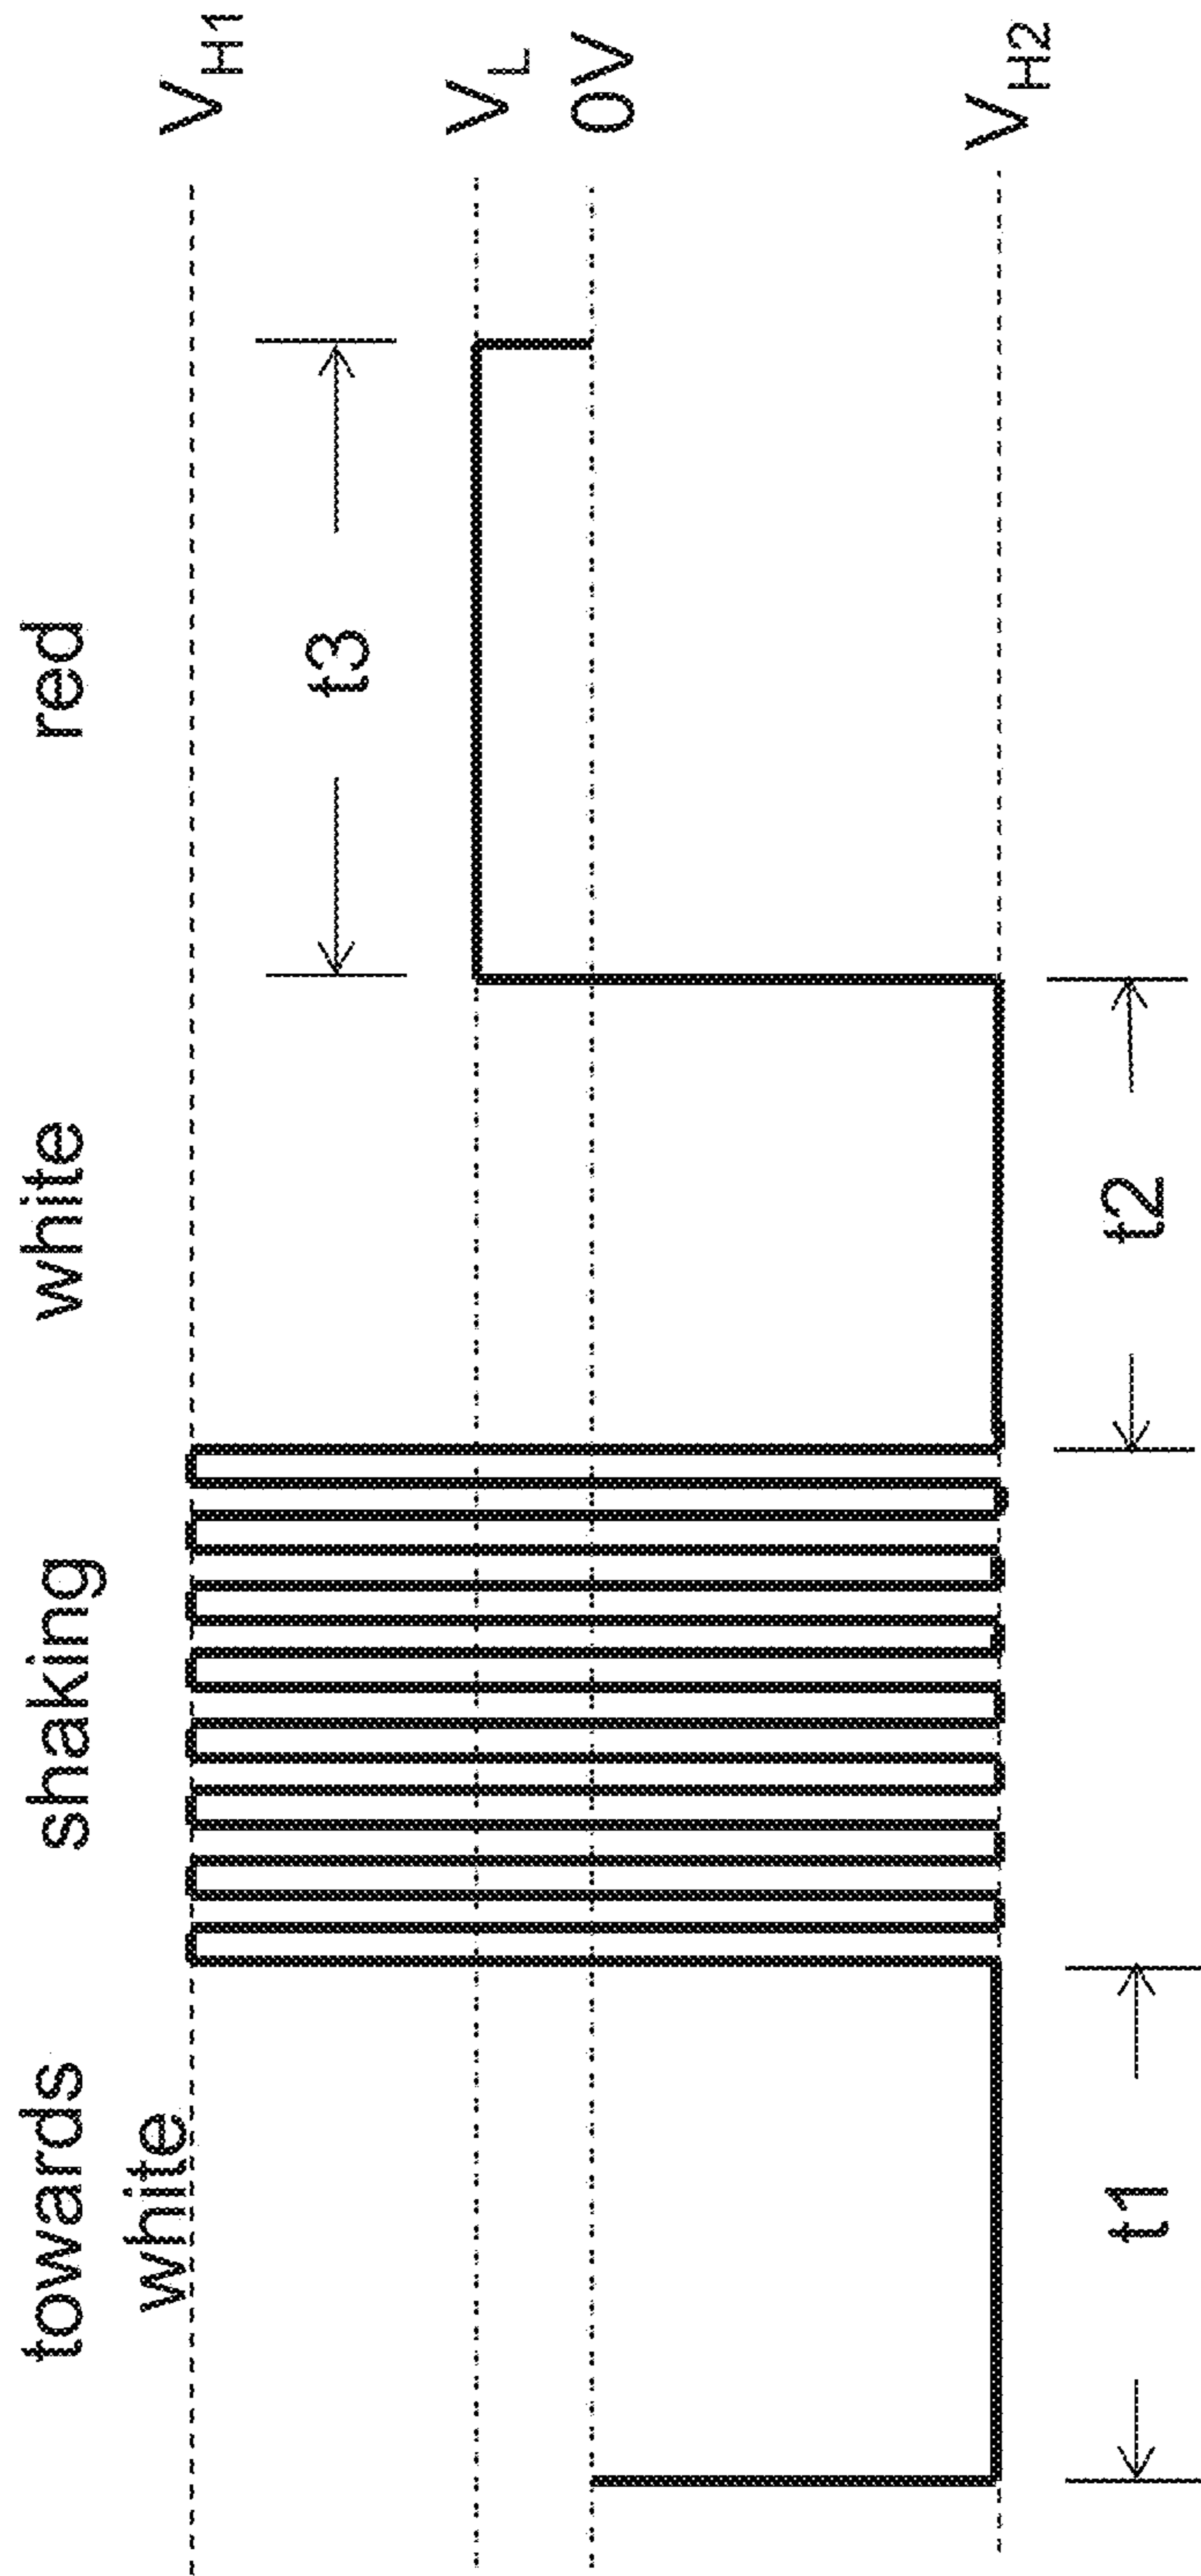 towards
white
shaking
white
red
V_H1
t3
V_L
0V
V_H2
t1
t2